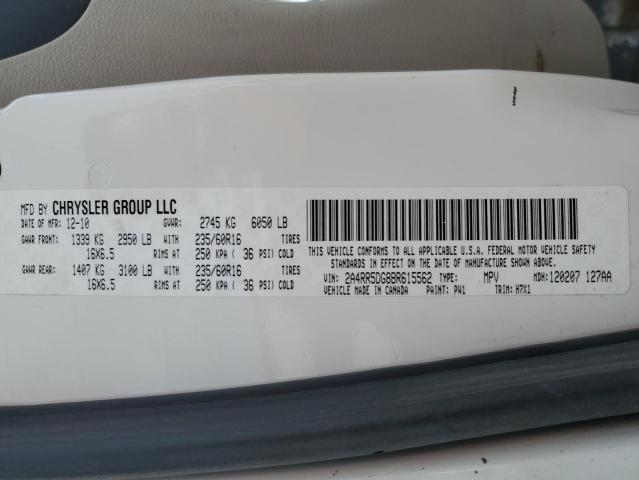 MFD BY CHRYSLER GROUP LLC
DATE OF MFR: 12-10 GVWR: 2745 KG 6050 LB
GAWR FRONT: 1339 KG 2950 LB WITH 235/60R16 TIRES
16X6.5 RIMS AT 250 KPA ( 36 PSI) COLD
GAWR REAR: 1407 KG 3100 LB WITH 235/60R16 TIRES
16X6.5 RIMS AT 250 KPA ( 36 PSI) COLD
THIS VEHICLE CONFORMS TO ALL APPLICABLE U.S.A. FEDERAL MOTOR VEHICLE SAFETY
STANDARDS IN EFFECT ON THE DATE OF MANUFACTURE SHOWN ABOVE.
VIN: 2A4RR5DG8BR615562 TYPE: MPV MDH: 120207 127AA
VEHICLE MADE IN CANADA PAINT: PW1 TRIM: H7X1